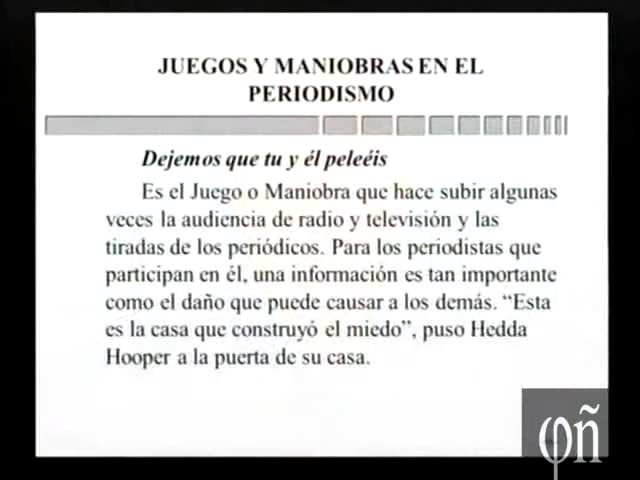 JUEGOS Y MANIOBRAS EN EL
PERIODISMO
Dejemos que tu y él peleéis
Es el Juego o Maniobra que hace subir algunas
veces la audiencia de radio y televisión y las
tiradas de los periódicos. Para los periodistas que
participan en él, una información es tan importante
como el daño que puede causar a los demás. “Esta
es la casa que construyó el miedo”, puso Hedda
Hooper a la puerta de su casa.
φñ